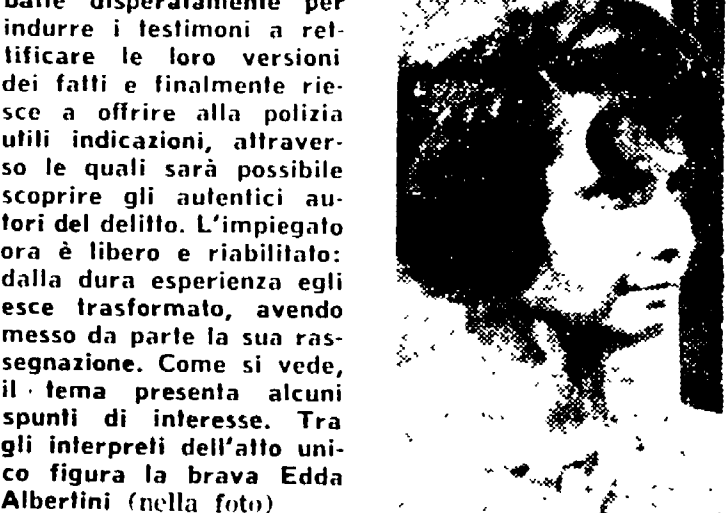 batte disperatamente per
indurre i testimoni a ret-
tificare le loro versioni
dei fatti e finalmente rie-
sce a offrire alla polizia
utili indicazioni, attraver-
so le quali sarà possibile
scoprire gli autentici au-
tori del delitto. L'impiegato
ora è libero e riabilitato:
dalla dura esperienza egli
esce trasformato, avendo
messo da parte la sua ras-
segnazione. Come si vede,
il tema presenta alcuni
spunti di interesse. Tra
gli interpreti dell'atto uni-
co figura la brava Edda
Albertini (nella foto)